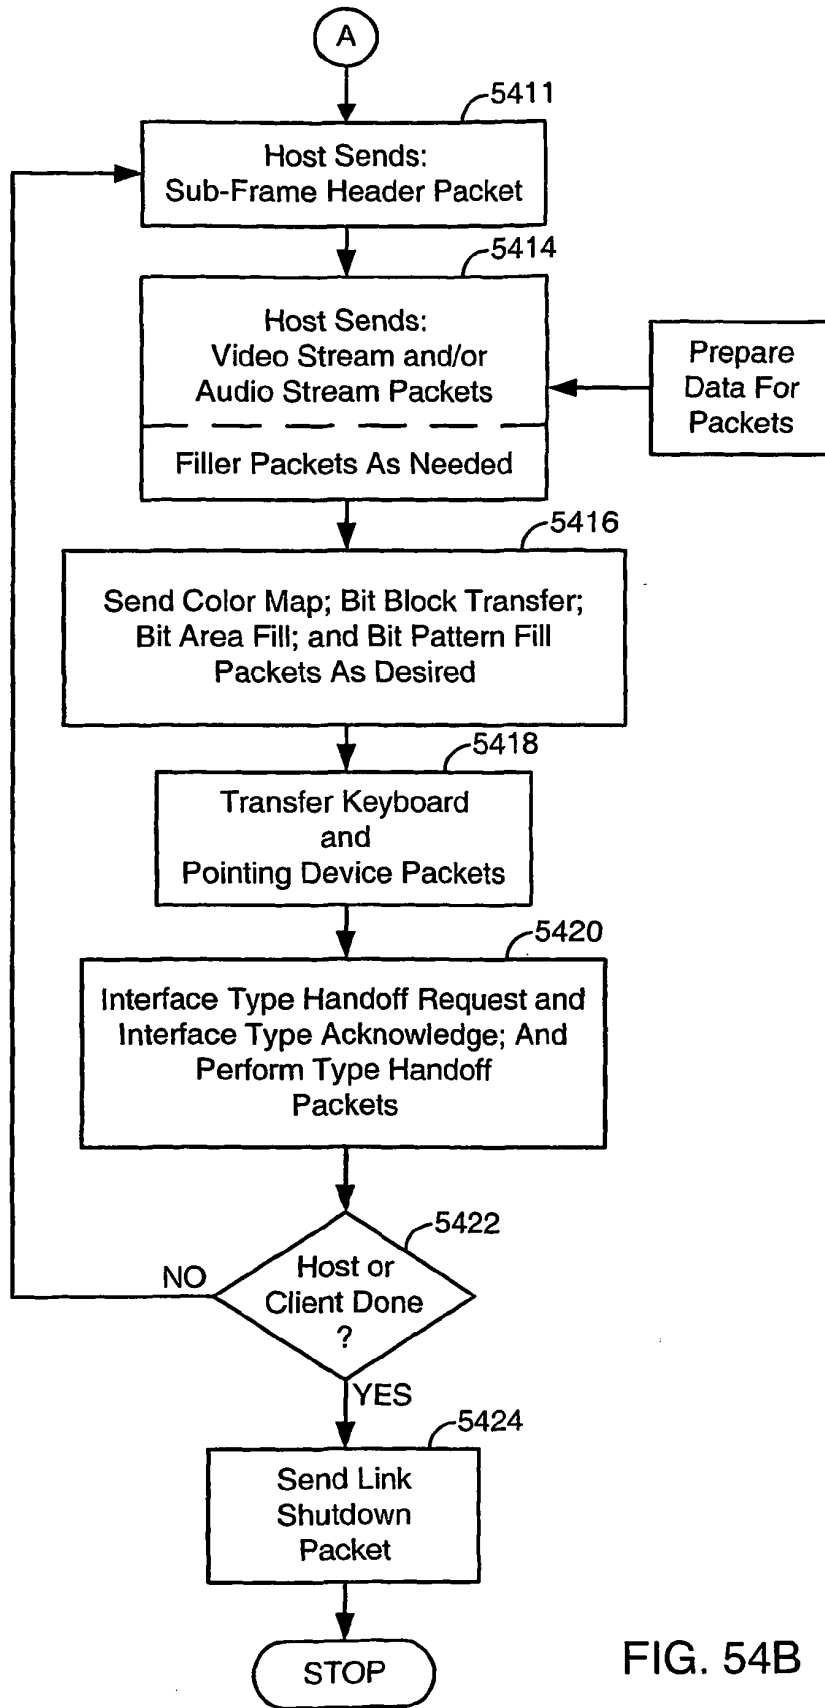 A
5411
Host Sends:
Sub-Frame Header Packet
5414
Host Sends:
Video Stream and/or
Audio Stream Packets
Filler Packets As Needed
Prepare
Data For
Packets
5416
Send Color Map; Bit Block Transfer;
Bit Area Fill; and Bit Pattern Fill
Packets As Desired
5418
Transfer Keyboard
and
Pointing Device Packets
5420
Interface Type Handoff Request and
Interface Type Acknowledge; And
Perform Type Handoff
Packets
5422
Host or
Client Done
?
NO
YES
5424
Send Link
Shutdown
Packet
STOP
FIG. 54B